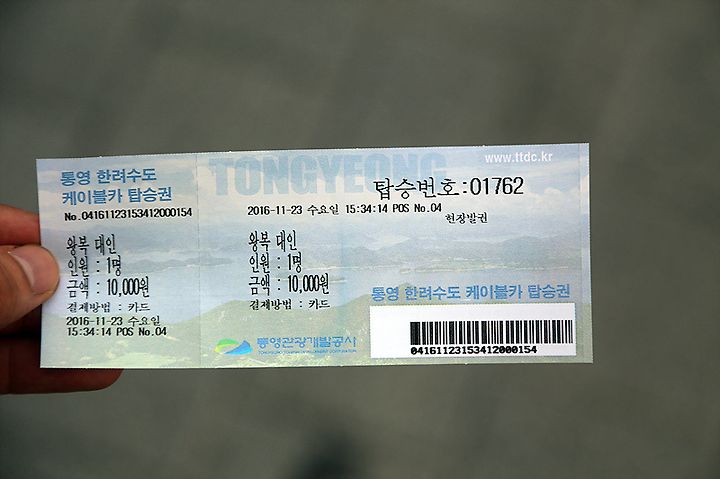 통영 한려수도
케이블카 탑승권
No.04161123153412000154
왕복 대인
인원 : 1명
금액 : 10,000원
결제방법 : 카드
2016-11-23 수요일
15:34:14 POS No.04
TONGYEONG
www.ttdc.kr
탑승번호:01762
2016-11-23 수요일 15:34:14 POS No.04
현장발권
왕복 대인
인원 : 1명
금액 : 10,000원
결제방법 : 카드
통영 한려수도 케이블카 탑승권
통영관광개발공사
TONGYEONG TOURISM DEVELOPMENT CORPORATION
04161123153412000154